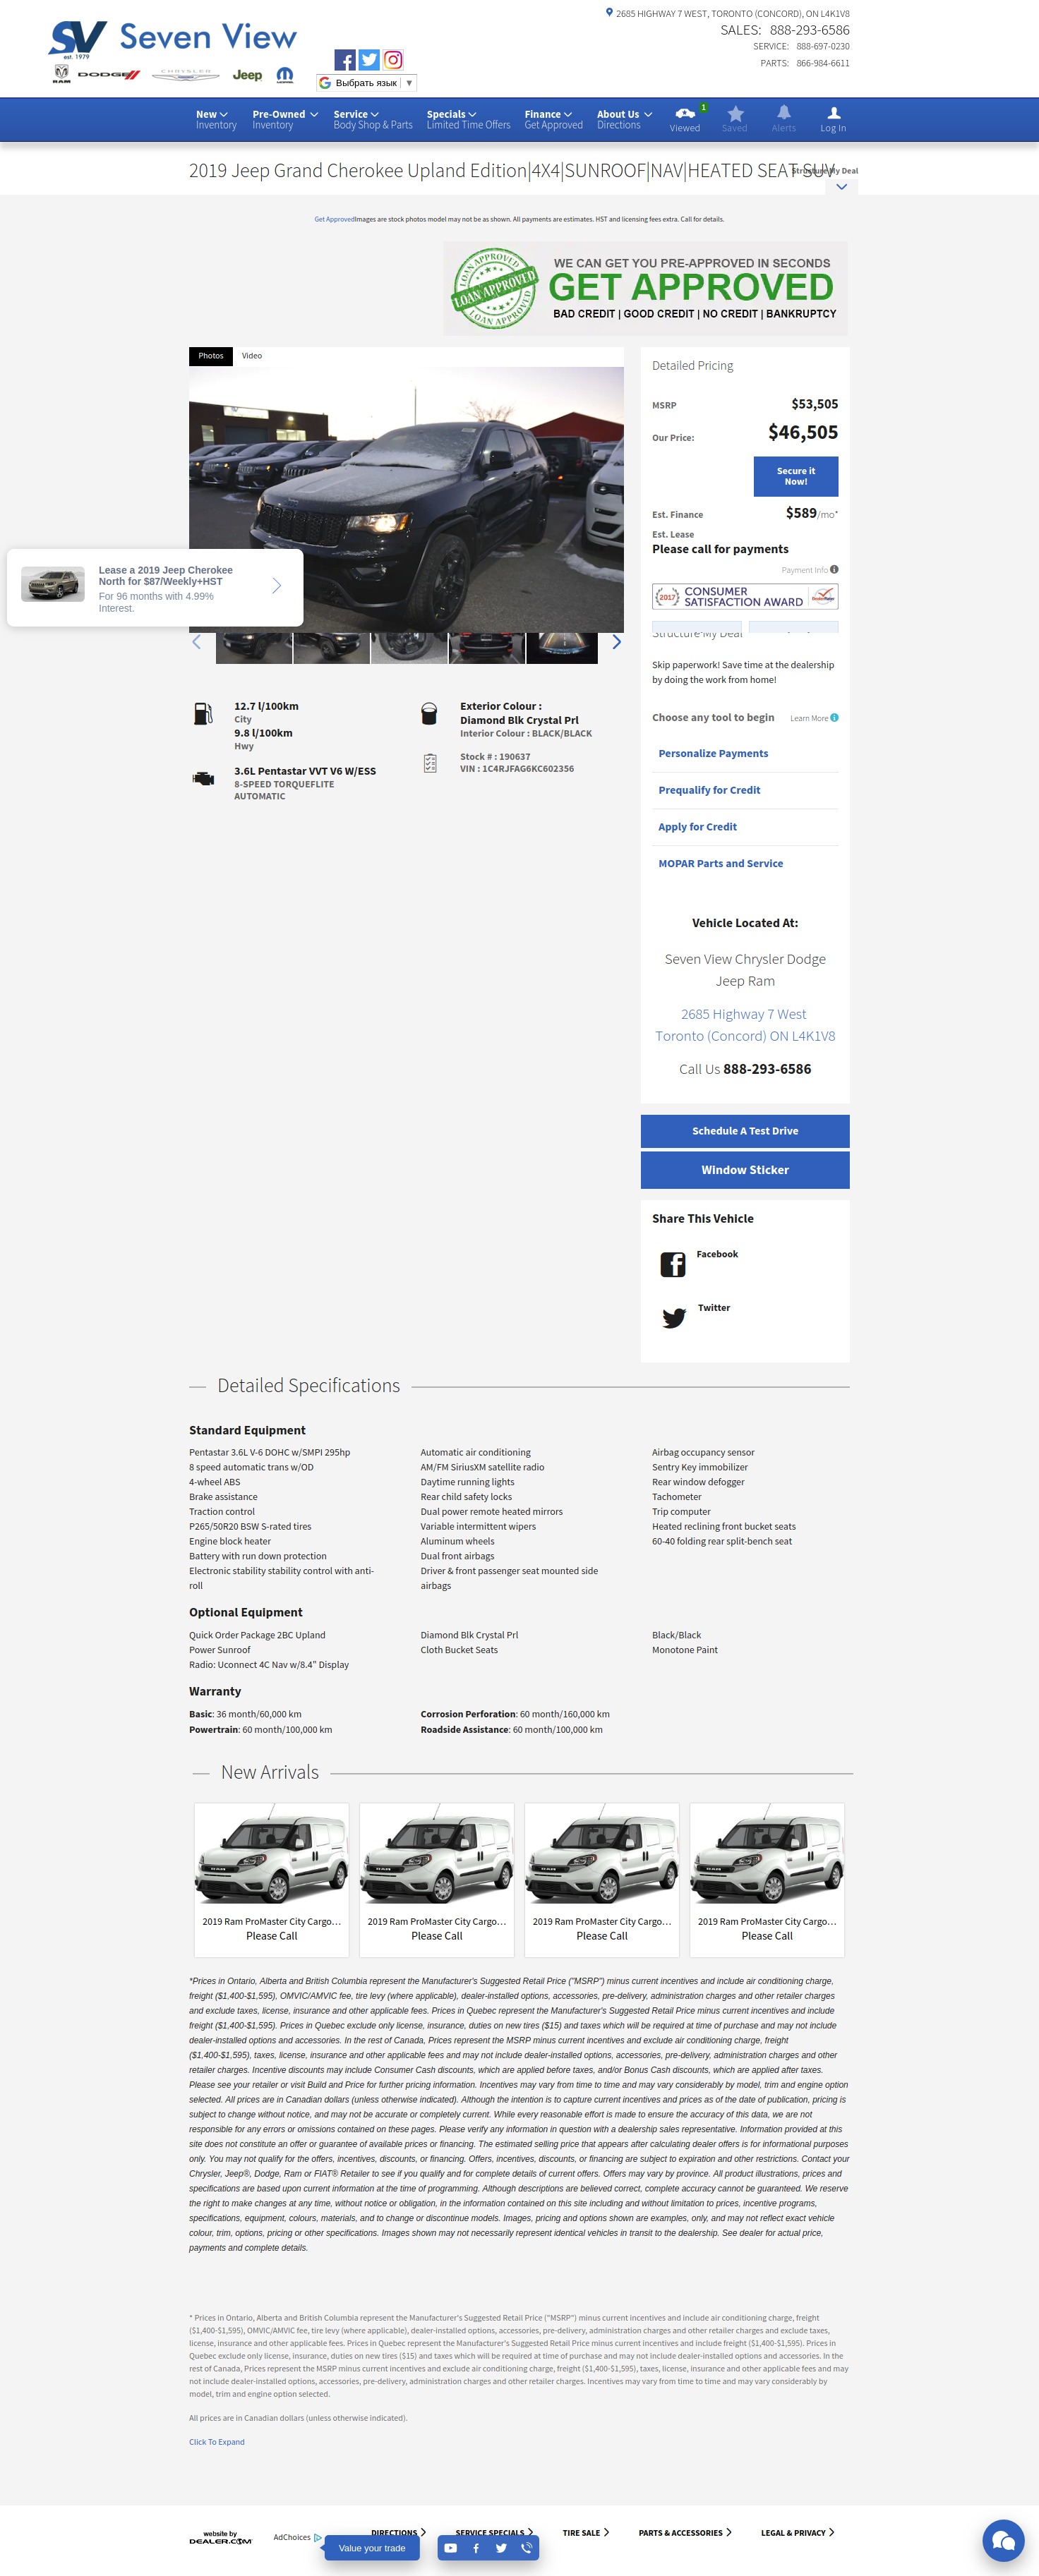 2685 HIGHWAY 7 WEST, TORONTO (CONCORD), ON L4K1V8
SALES: 888-293-6586
SERVICE: 888-697-0230
PARTS: 866-984-6611
SV Seven View
est. 1979
RAM DODGE CHRYSLER Jeep
Выбрать язык ▼
New
Inventory
Pre-Owned
Inventory
Service
Body Shop & Parts
Specials
Limited Time Offers
Finance
Get Approved
About Us
Directions
1
Viewed
Saved
Alerts
Log In
2019 Jeep Grand Cherokee Upland Edition|4X4|SUNROOF|NAV|HEATED SEAT SUV
Structure My Deal
Get ApprovedImages are stock photos model may not be as shown. All payments are estimates. HST and licensing fees extra. Call for details.
LOAN APPROVED
WE CAN GET YOU PRE-APPROVED IN SECONDS
GET APPROVED
BAD CREDIT | GOOD CREDIT | NO CREDIT | BANKRUPTCY
Photos
Video
Detailed Pricing
MSRP $53,505
Our Price: $46,505
Secure it
Now!
Est. Finance $589/mo*
Est. Lease
Please call for payments
Payment Info
2017 CONSUMER
SATISFACTION AWARD
Structure My Deal
Skip paperwork! Save time at the dealership
by doing the work from home!
Choose any tool to begin Learn More
Personalize Payments
Prequalify for Credit
Apply for Credit
MOPAR Parts and Service
Lease a 2019 Jeep Cherokee
North for $87/Weekly+HST
For 96 months with 4.99%
Interest.
12.7 l/100km
City
9.8 l/100km
Hwy
3.6L Pentastar VVT V6 W/ESS
8-SPEED TORQUEFLITE
AUTOMATIC
Exterior Colour :
Diamond Blk Crystal Prl
Interior Colour : BLACK/BLACK
Stock # : 190637
VIN : 1C4RJFAG6KC602356
Vehicle Located At:
Seven View Chrysler Dodge
Jeep Ram
2685 Highway 7 West
Toronto (Concord) ON L4K1V8
Call Us 888-293-6586
Schedule A Test Drive
Window Sticker
Share This Vehicle
Facebook
Twitter
Detailed Specifications
Standard Equipment
Pentastar 3.6L V-6 DOHC w/SMPI 295hp
8 speed automatic trans w/OD
4-wheel ABS
Brake assistance
Traction control
P265/50R20 BSW S-rated tires
Engine block heater
Battery with run down protection
Electronic stability stability control with anti-
roll
Automatic air conditioning
AM/FM SiriusXM satellite radio
Daytime running lights
Rear child safety locks
Dual power remote heated mirrors
Variable intermittent wipers
Aluminum wheels
Dual front airbags
Driver & front passenger seat mounted side
airbags
Airbag occupancy sensor
Sentry Key immobilizer
Rear window defogger
Tachometer
Trip computer
Heated reclining front bucket seats
60-40 folding rear split-bench seat
Optional Equipment
Quick Order Package 2BC Upland
Power Sunroof
Radio: Uconnect 4C Nav w/8.4" Display
Diamond Blk Crystal Prl
Cloth Bucket Seats
Black/Black
Monotone Paint
Warranty
Basic: 36 month/60,000 km
Powertrain: 60 month/100,000 km
Corrosion Perforation: 60 month/160,000 km
Roadside Assistance: 60 month/100,000 km
New Arrivals
2019 Ram ProMaster City Cargo…
Please Call
2019 Ram ProMaster City Cargo…
Please Call
2019 Ram ProMaster City Cargo…
Please Call
2019 Ram ProMaster City Cargo…
Please Call
*Prices in Ontario, Alberta and British Columbia represent the Manufacturer's Suggested Retail Price ("MSRP") minus current incentives and include air conditioning charge,
freight ($1,400-$1,595), OMVIC/AMVIC fee, tire levy (where applicable), dealer-installed options, accessories, pre-delivery, administration charges and other retailer charges
and exclude taxes, license, insurance and other applicable fees. Prices in Quebec represent the Manufacturer's Suggested Retail Price minus current incentives and include
freight ($1,400-$1,595). Prices in Quebec exclude only license, insurance, duties on new tires ($15) and taxes which will be required at time of purchase and may not include
dealer-installed options and accessories. In the rest of Canada, Prices represent the MSRP minus current incentives and exclude air conditioning charge, freight
($1,400-$1,595), taxes, license, insurance and other applicable fees and may not include dealer-installed options, accessories, pre-delivery, administration charges and other
retailer charges. Incentive discounts may include Consumer Cash discounts, which are applied before taxes, and/or Bonus Cash discounts, which are applied after taxes.
Please see your retailer or visit Build and Price for further pricing information. Incentives may vary from time to time and may vary considerably by model, trim and engine option
selected. All prices are in Canadian dollars (unless otherwise indicated). Although the intention is to capture current incentives and prices as of the date of publication, pricing is
subject to change without notice, and may not be accurate or completely current. While every reasonable effort is made to ensure the accuracy of this data, we are not
responsible for any errors or omissions contained on these pages. Please verify any information in question with a dealership sales representative. Information provided at this
site does not constitute an offer or guarantee of available prices or financing. The estimated selling price that appears after calculating dealer offers is for informational purposes
only. You may not qualify for the offers, incentives, discounts, or financing. Offers, incentives, discounts, or financing are subject to expiration and other restrictions. Contact your
Chrysler, Jeep®, Dodge, Ram or FIAT® Retailer to see if you qualify and for complete details of current offers. Offers may vary by province. All product illustrations, prices and
specifications are based upon current information at the time of programming. Although descriptions are believed correct, complete accuracy cannot be guaranteed. We reserve
the right to make changes at any time, without notice or obligation, in the information contained on this site including and without limitation to prices, incentive programs,
specifications, equipment, colours, materials, and to change or discontinue models. Images, pricing and options shown are examples, only, and may not reflect exact vehicle
colour, trim, options, pricing or other specifications. Images shown may not necessarily represent identical vehicles in transit to the dealership. See dealer for actual price,
payments and complete details.
* Prices in Ontario, Alberta and British Columbia represent the Manufacturer's Suggested Retail Price ("MSRP") minus current incentives and include air conditioning charge, freight
($1,400-$1,595), OMVIC/AMVIC fee, tire levy (where applicable), dealer-installed options, accessories, pre-delivery, administration charges and other retailer charges and exclude taxes,
license, insurance and other applicable fees. Prices in Quebec represent the Manufacturer's Suggested Retail Price minus current incentives and include freight ($1,400-$1,595). Prices in
Quebec exclude only license, insurance, duties on new tires ($15) and taxes which will be required at time of purchase and may not include dealer-installed options and accessories. In the
rest of Canada, Prices represent the MSRP minus current incentives and exclude air conditioning charge, freight ($1,400-$1,595), taxes, license, insurance and other applicable fees and may
not include dealer-installed options, accessories, pre-delivery, administration charges and other retailer charges. Incentives may vary from time to time and may vary considerably by
model, trim and engine option selected.
All prices are in Canadian dollars (unless otherwise indicated).
Click To Expand
website by
DEALER.COM
AdChoices
DIRECTIONS
SERVICE SPECIALS
TIRE SALE
PARTS & ACCESSORIES
LEGAL & PRIVACY
Value your trade